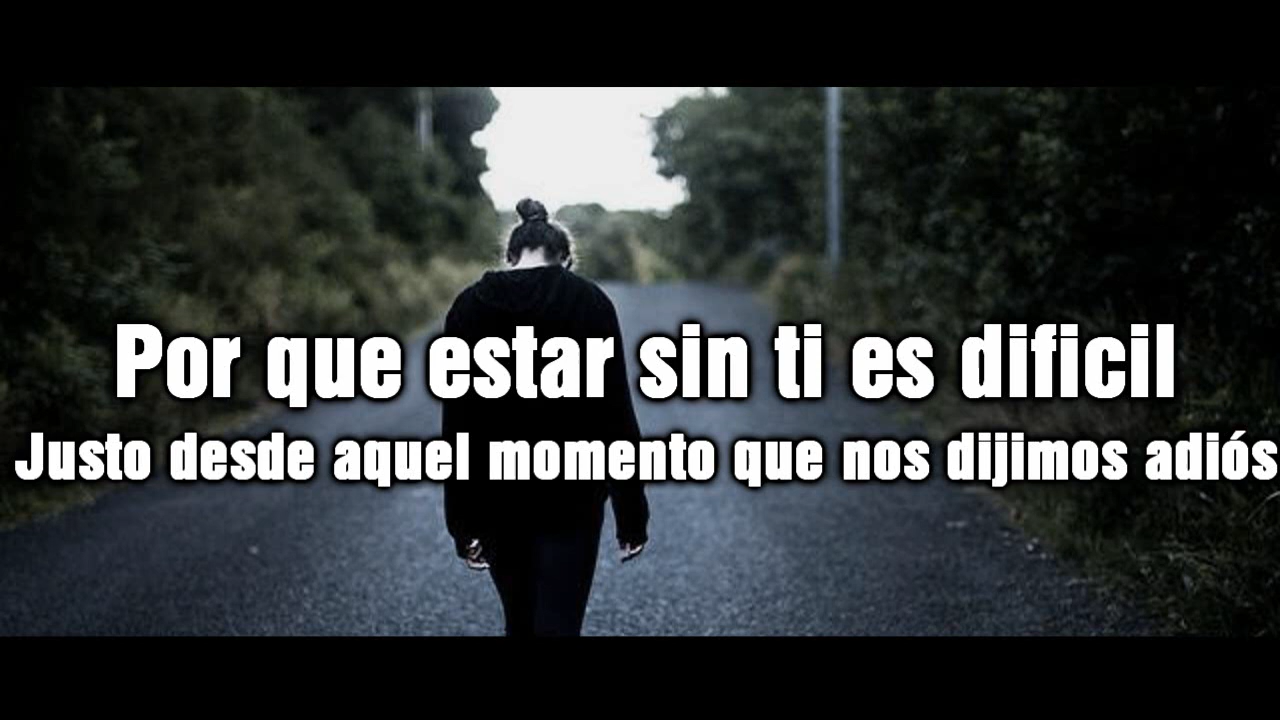 Por que estar sin ti es dificil
Justo desde aquel momento que nos dijimos adiós